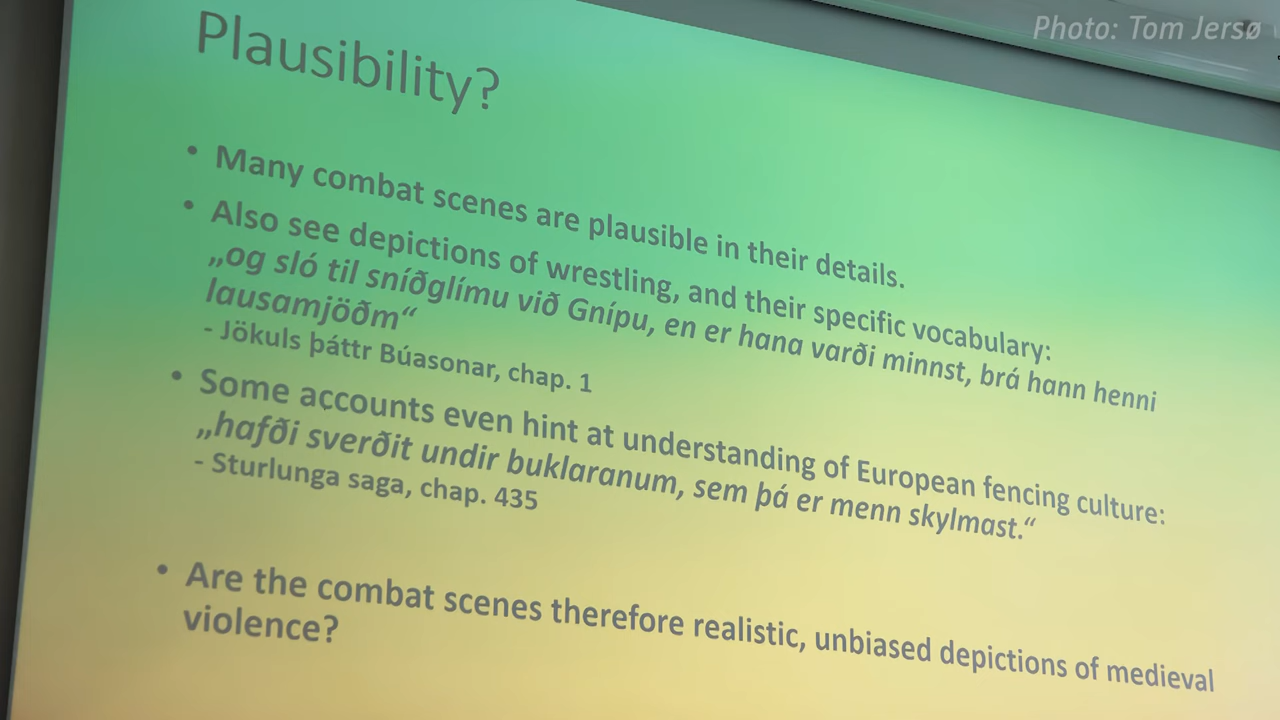 Photo: Tom Jersø
Plausibility?
• Many combat scenes are plausible in their details.
• Also see depictions of wrestling, and their specific vocabulary:
„og sló til sníðglímu við Gnípu, en er hana varði minnst, brá hann henni
lausamjöðm“
- Jökuls þáttr Búasonar, chap. 1
• Some accounts even hint at understanding of European fencing culture:
„hafði sverðit undir buklaranum, sem þá er menn skylmast.“
- Sturlunga saga, chap. 435
• Are the combat scenes therefore realistic, unbiased depictions of medieval
violence?